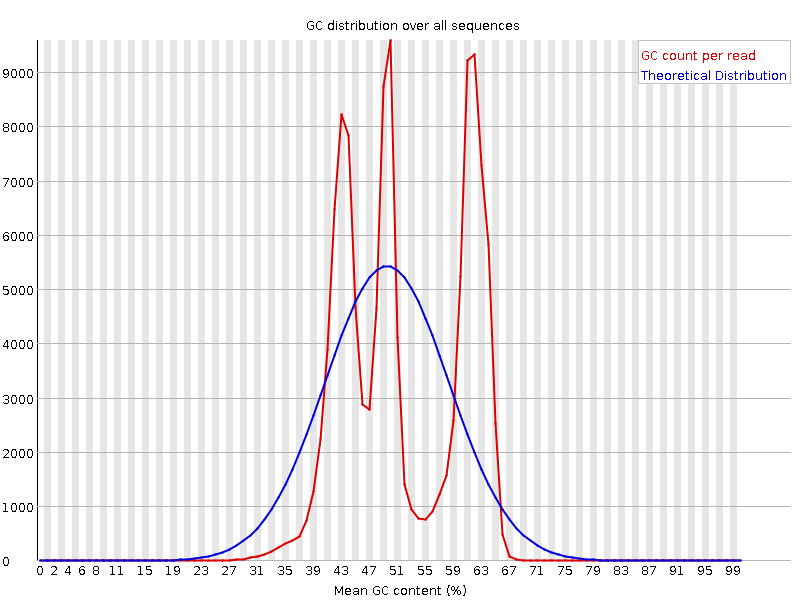 GC distribution over all sequences
GC count per read
Theoretical Distribution
9000
8000
7000
6000
5000
4000
3000
2000
1000
0
0 2 4 6 8 11 15 19 23 27 31 35 39 43 47 51 55 59 63 67 71 75 79 83 87 91 95 99
Mean GC content (%)